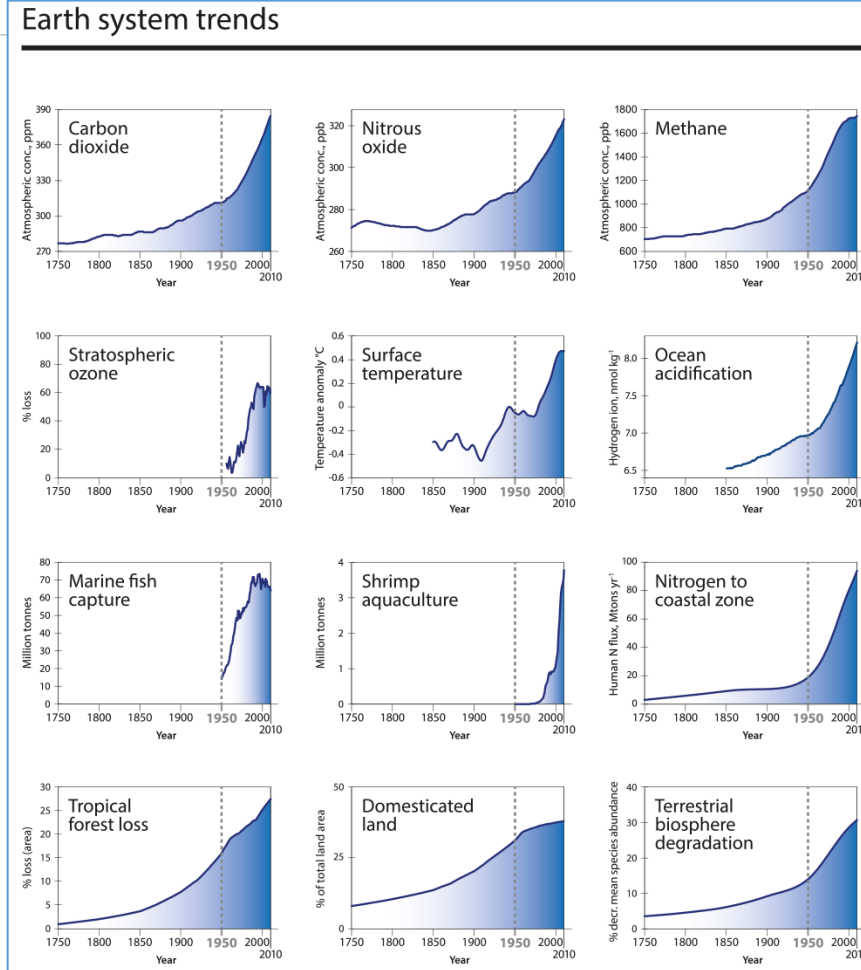 Earth system trends
Carbon
dioxide
Atmospheric conc., ppm
390
360
330
300
270
1750 1800 1850 1900 1950 2000
2010
Year
Nitrous
oxide
Atmospheric conc., ppb
320
300
280
260
1750 1800 1850 1900 1950 2000
2010
Year
Methane
Atmospheric conc., ppb
1800
1600
1400
1200
1000
800
600
1750 1800 1850 1900 1950 2000
2010
Year
Stratospheric
ozone
% loss
100
80
60
40
20
0
1750 1800 1850 1900 1950 2000
2010
Year
Surface
temperature
Temperature anomaly °C
0.6
0.4
0.2
0
-0.2
-0.4
-0.6
1750 1800 1850 1900 1950 2000
2010
Year
Ocean
acidification
Hydrogen ion, nmol kg⁻¹
8.0
7.5
7.0
6.5
1750 1800 1850 1900 1950 2000
201
Year
Marine fish
capture
Million tonnes
80
70
60
50
40
30
20
10
0
1750 1800 1850 1900 1950 2000
2010
Year
Shrimp
aquaculture
Million tonnes
4
3
2
1
0
1750 1800 1850 1900 1950 2000
2010
Year
Nitrogen to
coastal zone
Human N flux, Mtons yr⁻¹
100
80
60
40
20
0
1750 1800 1850 1900 1950 2000
201
Year
Tropical
forest loss
% loss (area)
30
25
20
15
10
5
0
1750 1800 1850 1900 1950 2000
2010
Year
Domesticated
land
% of total land area
50
25
0
1750 1800 1850 1900 1950 2000
2010
Year
Terrestrial
biosphere
degradation
% decr. mean species abundance
40
30
20
10
0
1750 1800 1850 1900 1950 2000
201
Year